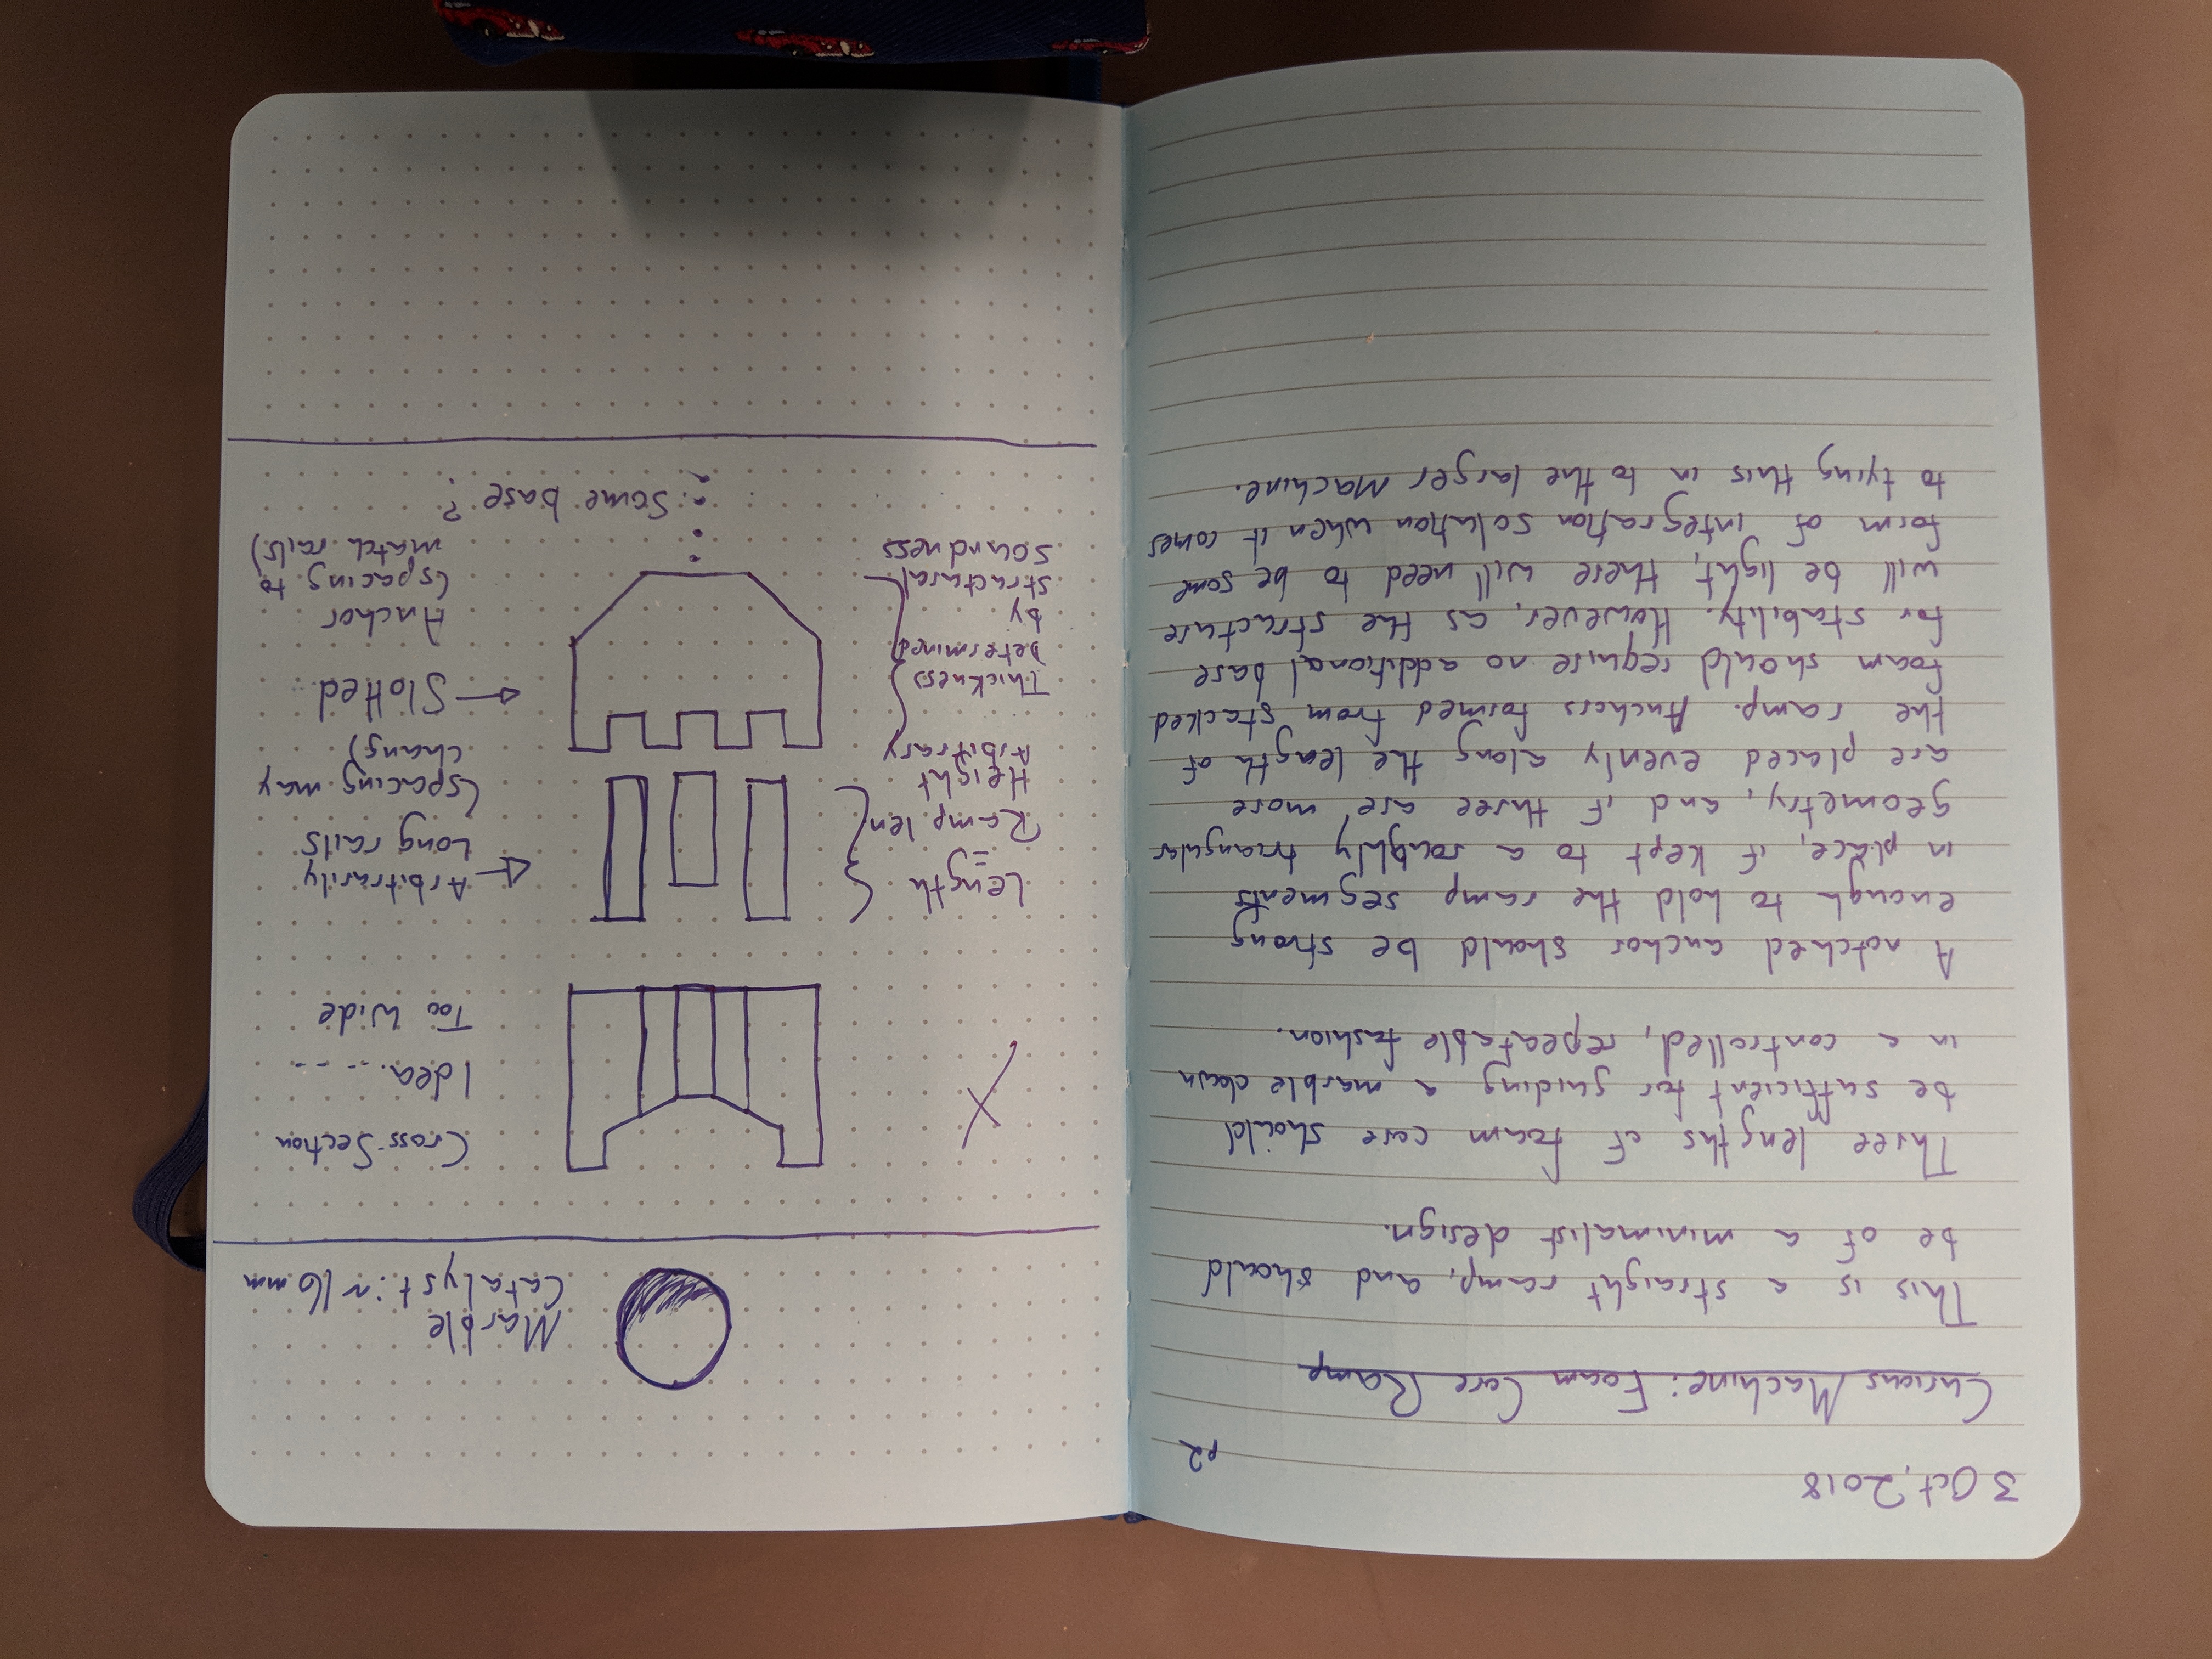 3 Oct, 2018
p2
Curious Machine: Foam Core Ramp
This is a straight ramp, and should
be of a minimalist design.
Three lengths of foam core should
be sufficient for guiding a marble down
in a controlled, repeatable fashion.
A notched anchor should be strong
enough to hold the ramp segments
in place, if kept to a roughly triangular
geometry, and if three are more
are placed evenly along the length of
the ramp. Anchors formed from stacked
foam should require no additional base
for stability. However, as the structure
will be light, there will need to be some
form of integration solution when it comes
to tying this in to the larger Machine.
Marble
Catalyst: ~16mm
X
Cross-Section
Idea.----
Too Wide
Length
=
Ramp len
Height
Arbitrary
Arbitrarily
Long rails
(spacing may
chang)
Thickness
Determined
by
structural
soundness
Slotted
Anchor
(spacing to
match rails)
Some base?